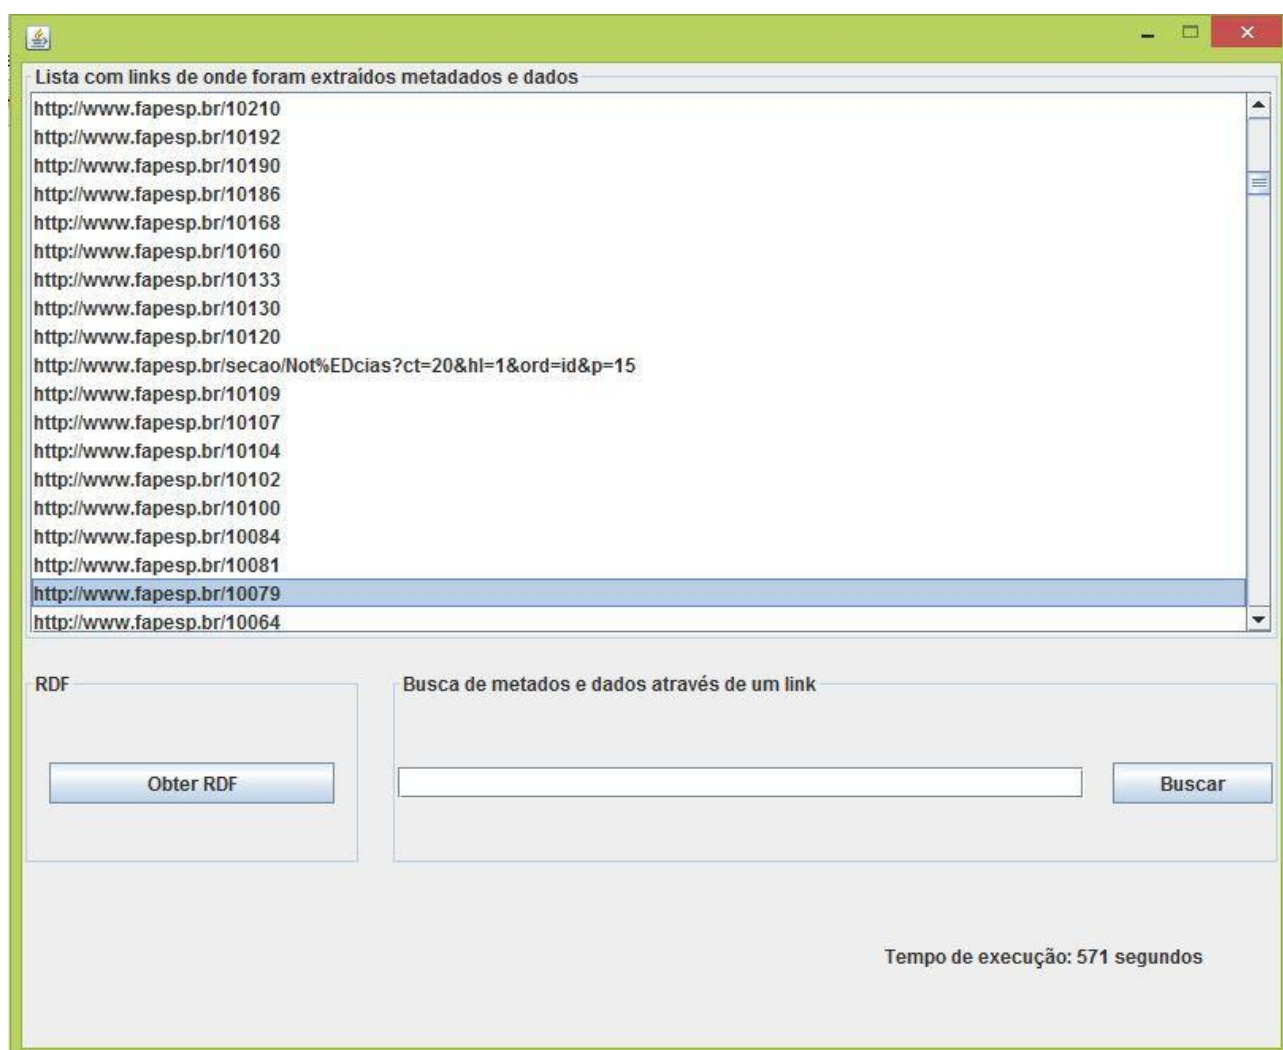 Lista com links de onde foram extraídos metadados e dados
http://www.fapesp.br/10210
http://www.fapesp.br/10192
http://www.fapesp.br/10190
http://www.fapesp.br/10186
http://www.fapesp.br/10168
http://www.fapesp.br/10160
http://www.fapesp.br/10133
http://www.fapesp.br/10130
http://www.fapesp.br/10120
http://www.fapesp.br/secao/Not%EDcias?ct=20&hl=1&ord=id&p=15
http://www.fapesp.br/10109
http://www.fapesp.br/10107
http://www.fapesp.br/10104
http://www.fapesp.br/10102
http://www.fapesp.br/10100
http://www.fapesp.br/10084
http://www.fapesp.br/10081
http://www.fapesp.br/10079
http://www.fapesp.br/10064
RDF
Busca de metados e dados através de um link
Obter RDF
Buscar
Tempo de execução: 571 segundos